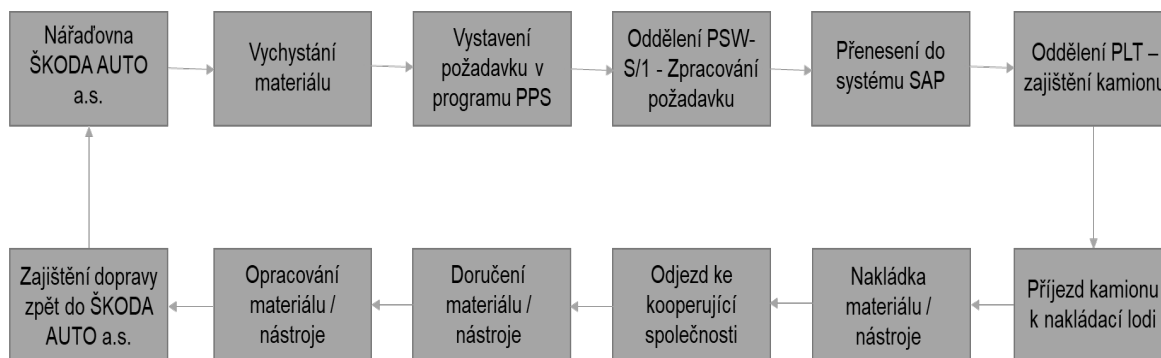 Nářaďovna
ŠKODA AUTO
a.s.
Vychystání
materiálu
Vystavení
požadavku v
programu PPS
Oddělení PSW-
S/1 - Zpracování
požadavku
Přenesení do
systému SAP
Oddělení PLT –
zajištění kamionu
Příjezd kamionu
k nakládací lodi
Nakládka
materiálu /
nástroje
Odjezd ke
kooperující
společnosti
Doručení
materiálu /
nástroje
Opracování
materiálu /
nástroje
Zajištění dopravy
zpět do ŠKODA
AUTO a.s.